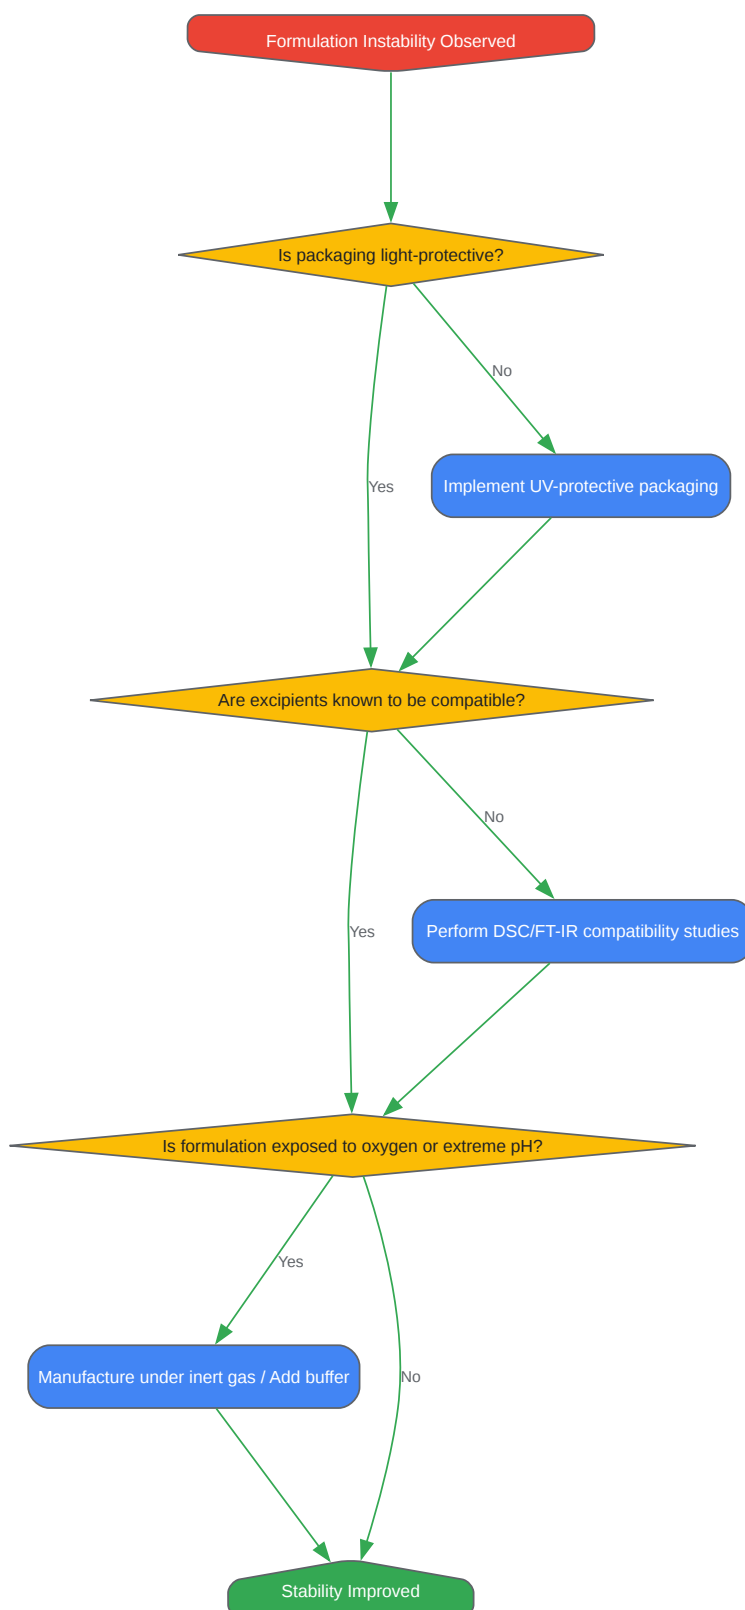 Formulation Instability Observed
Is packaging light-protective?
No
Yes
Implement UV-protective packaging
Are excipients known to be compatible?
No
Yes
Perform DSC/FT-IR compatibility studies
Is formulation exposed to oxygen or extreme pH?
Yes
Manufacture under inert gas / Add buffer
No
Stability Improved